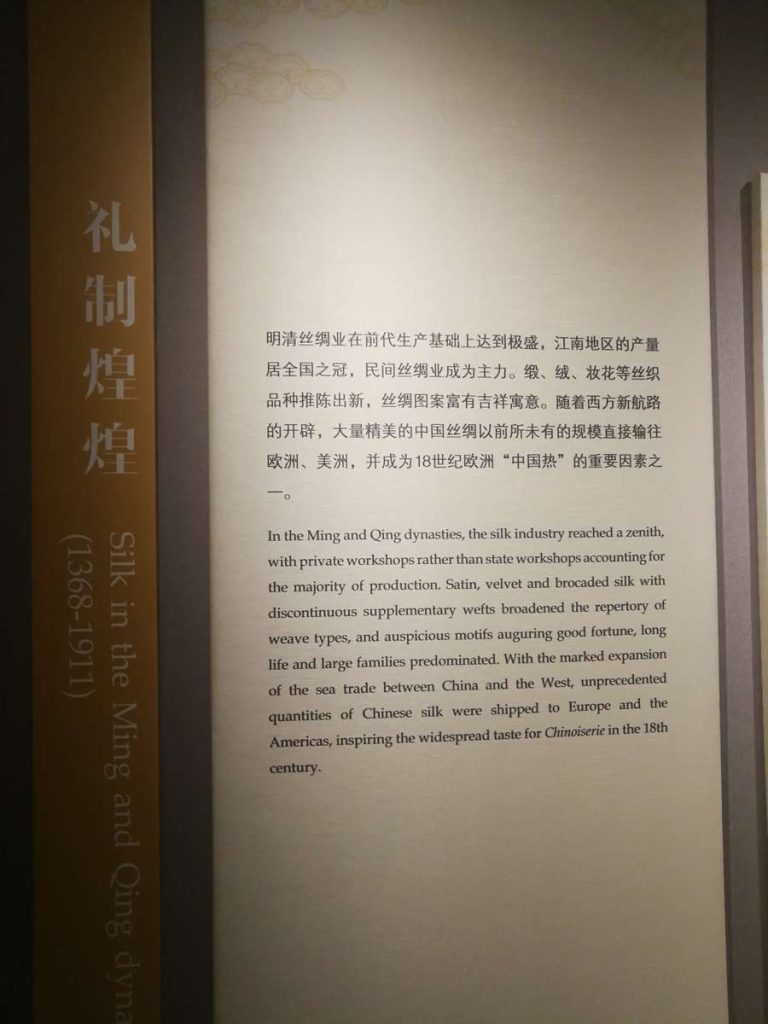 礼制煌煌
Silk in the Ming and Qing
(1368-1911)
明清丝绸业在前代生产基础上达到极盛，江南地区的产量
居全国之冠，民间丝绸业成为主力。缎、绒、妆花等丝织
品种推陈出新，丝绸图案富有吉祥寓意。随着西方新航路
的开辟，大量精美的中国丝绸以前所未有的规模直接输往
欧洲、美洲，并成为18世纪欧洲“中国热”的重要因素之
一。
In the Ming and Qing dynasties, the silk industry reached a zenith,
with private workshops rather than state workshops accounting for
the majority of production. Satin, velvet and brocaded silk with
discontinuous supplementary wefts broadened the repertory of
weave types, and auspicious motifs auguring good fortune, long
life and large families predominated. With the marked expansion
of the sea trade between China and the West, unprecedented
quantities of Chinese silk were shipped to Europe and the
Americas, inspiring the widespread taste for Chinoiserie in the 18th
century.